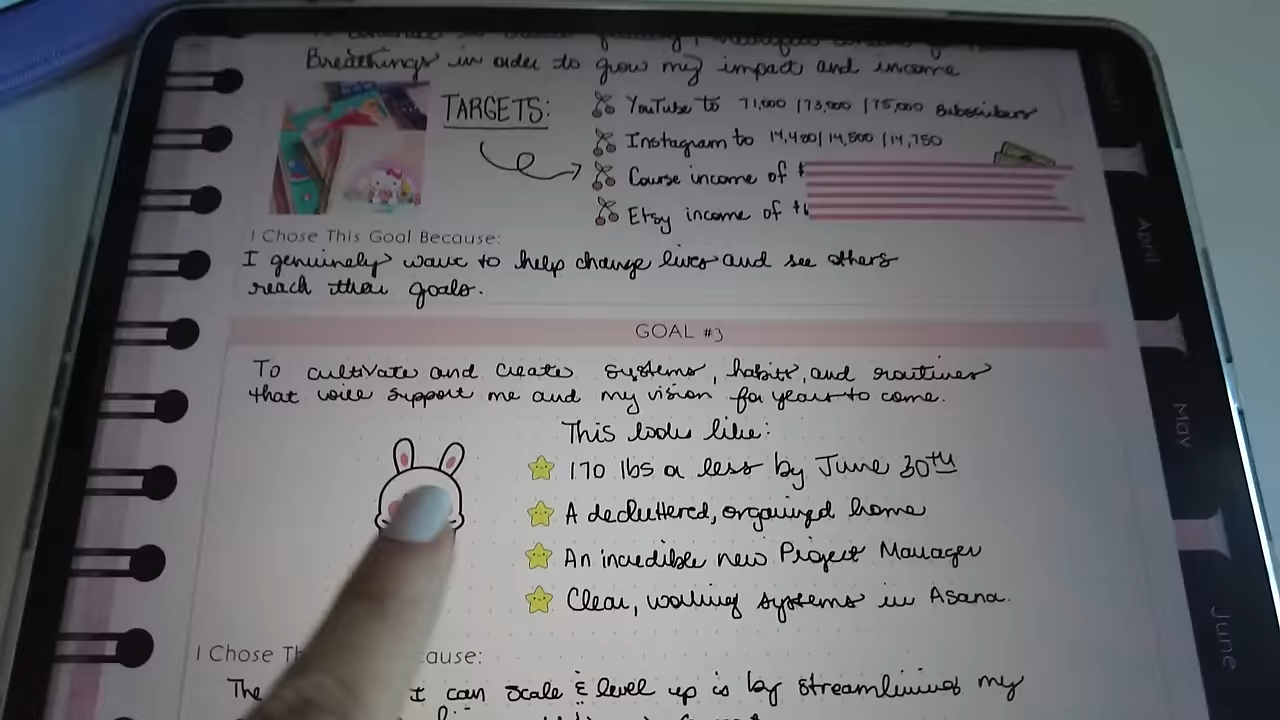 Breathings in order to grow my impact and income
TARGETS:
YouTube to 71,000 / 73,000 / 75,000 Subscribers
Instagram to 14,420 / 14,500 / 14,750
Course income of $
Etsy income of $
I Chose This Goal Because:
I genuinely want to help change lives and see others
reach their goals.
GOAL #3
To cultivate and create systems, habits, and routines
that will support me and my vision for years to come.
This looks like:
170 lbs or less by June 30th
A decluttered, organized home
An incredible new Project Manager
Clear, working systems in Asana.
I Chose Th ause:
The I can scale & level up is by streamlining my
April
May
June